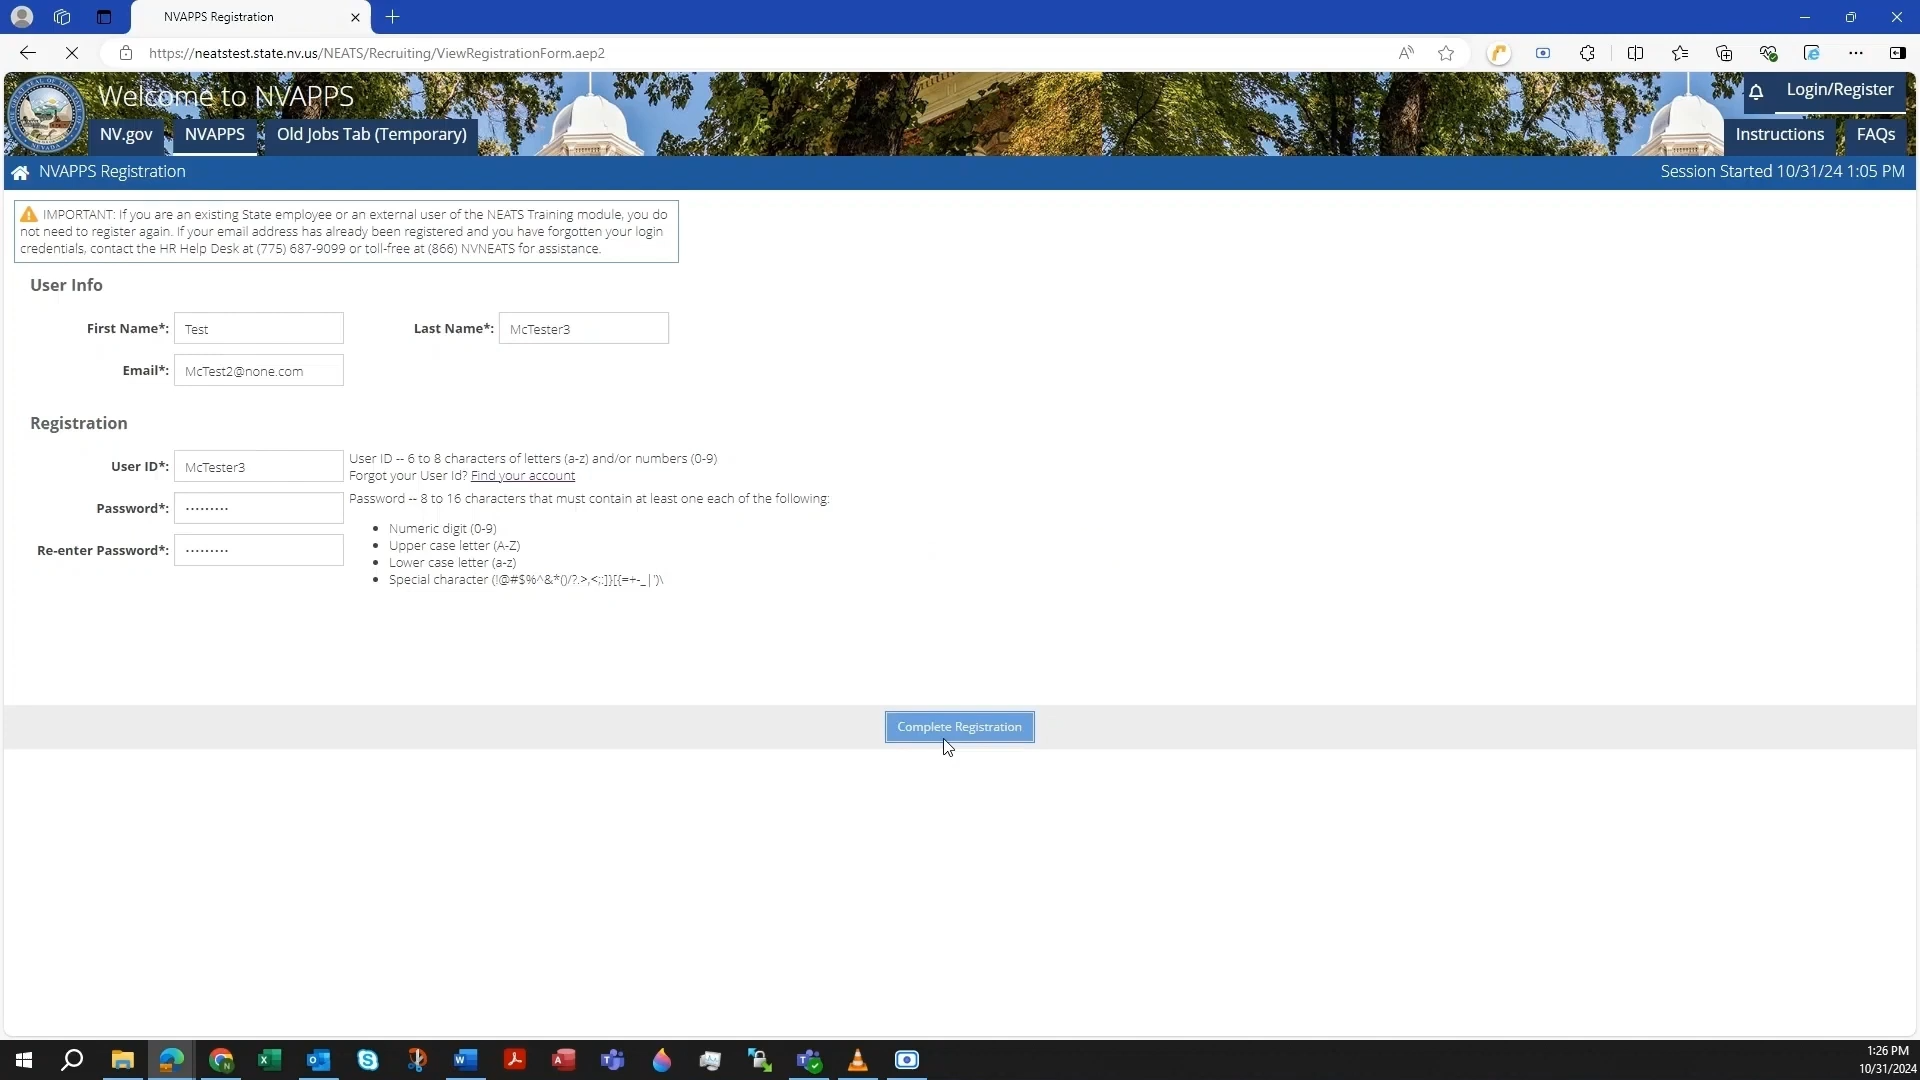 NVAPPS Registration
https://neatstest.state.nv.us/NEATS/Recruiting/ViewRegistrationForm.aep2
Welcome to NVAPPS
Login/Register
NV.gov
NVAPPS
Old Jobs Tab (Temporary)
Instructions
FAQs
NVAPPS Registration
Session Started 10/31/24 1:05 PM
IMPORTANT: If you are an existing State employee or an external user of the NEATS Training module, you do
not need to register again. If your email address has already been registered and you have forgotten your login
credentials, contact the HR Help Desk at (775) 687-9099 or toll-free at (866) NVNEATS for assistance.
User Info
First Name*: Test
Last Name*: McTester3
Email*: McTest2@none.com
Registration
User ID*: McTester3
User ID -- 6 to 8 characters of letters (a-z) and/or numbers (0-9)
Forgot your User Id? Find your account
Password*: •••••••••
Password -- 8 to 16 characters that must contain at least one each of the following:
• Numeric digit (0-9)
• Upper case letter (A-Z)
Re-enter Password*: •••••••••
• Lower case letter (a-z)
• Special character (!@#$%^&*()/?.>,<;:]}[{=+-_|')\
Complete Registration
1:26 PM
10/31/2024